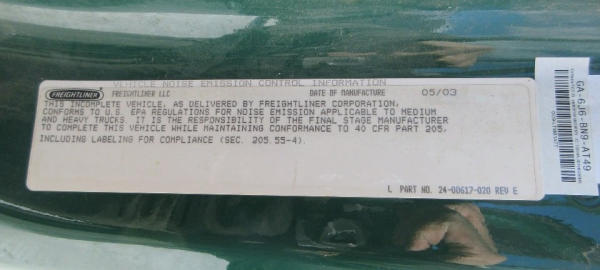 VEHICLE NOISE EMISSION CONTROL INFORMATION
FREIGHTLINER FREIGHTLINER LLC DATE OF MANUFACTURE 05/03
THIS INCOMPLETE VEHICLE, AS DELIVERED BY FREIGHTLINER CORPORATION,
CONFORMS TO U.S. EPA REGULATIONS FOR NOISE EMISSION APPLICABLE TO MEDIUM
AND HEAVY TRUCKS. IT IS THE RESPONSIBILITY OF THE FINAL STAGE MANUFACTURER
TO COMPLETE THIS VEHICLE WHILE MAINTAINING CONFORMANCE TO 40 CFR PART 205,
INCLUDING LABELING FOR COMPLIANCE (SEC. 205.55-4).
L PART NO. 24-00617-020 REV E
GA-6J6-BN9-AT49